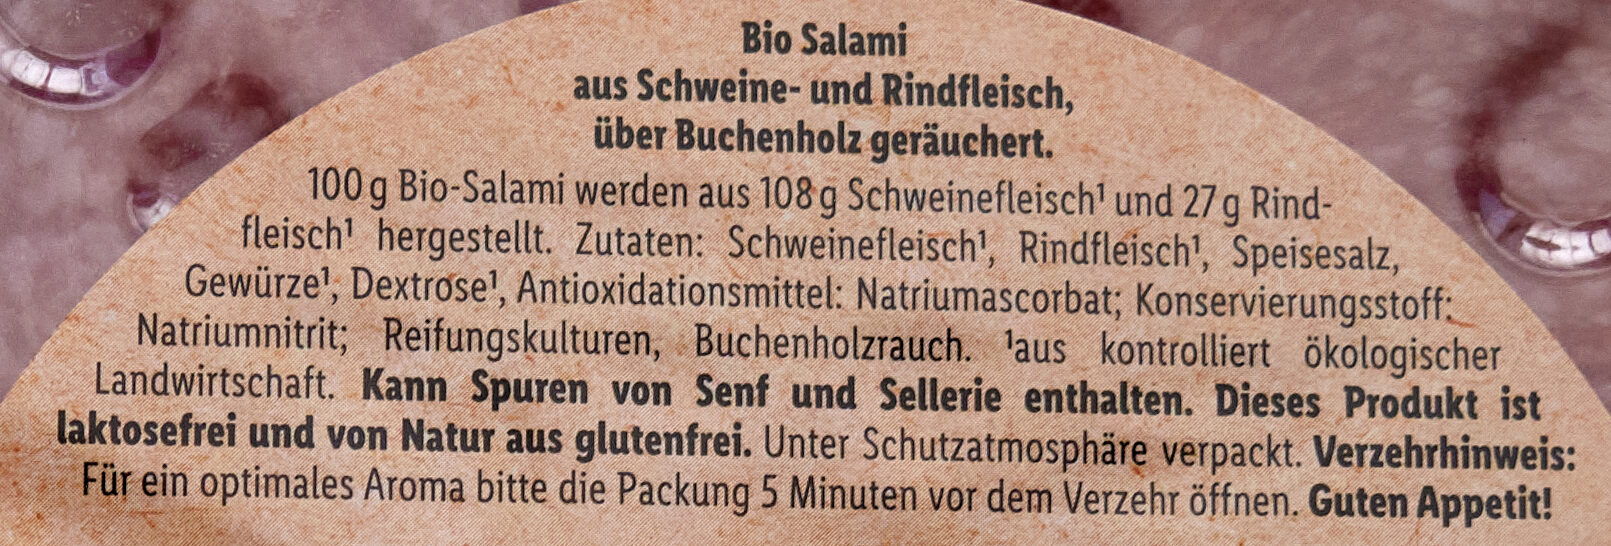 Bio Salami
aus Schweine- und Rindfleisch,
über Buchenholz geräuchert.
100 g Bio-Salami werden aus 108 g Schweinefleisch¹ und 27 g Rind-
fleisch¹ hergestellt. Zutaten: Schweinefleisch¹, Rindfleisch¹, Speisesalz,
Gewürze¹, Dextrose¹, Antioxidationsmittel: Natriumascorbat; Konservierungsstoff:
Natriumnitrit; Reifungskulturen, Buchenholzrauch. ¹aus kontrolliert ökologischer
Landwirtschaft. Kann Spuren von Senf und Sellerie enthalten. Dieses Produkt ist
laktosefrei und von Natur aus glutenfrei. Unter Schutzatmosphäre verpackt. Verzehrhinweis:
Für ein optimales Aroma bitte die Packung 5 Minuten vor dem Verzehr öffnen. Guten Appetit!